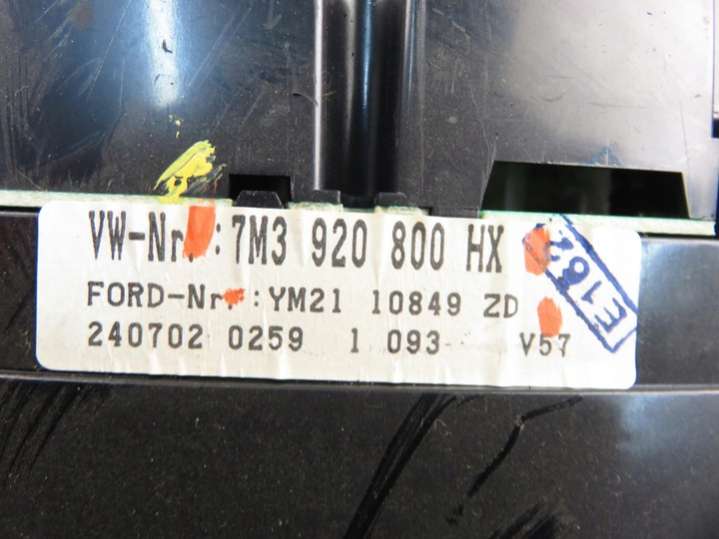 VW-Nr.: 7M3 920 800 HX
FORD-Nr.: YM21 10849 ZD
240702 0259 1 093 V57
E162